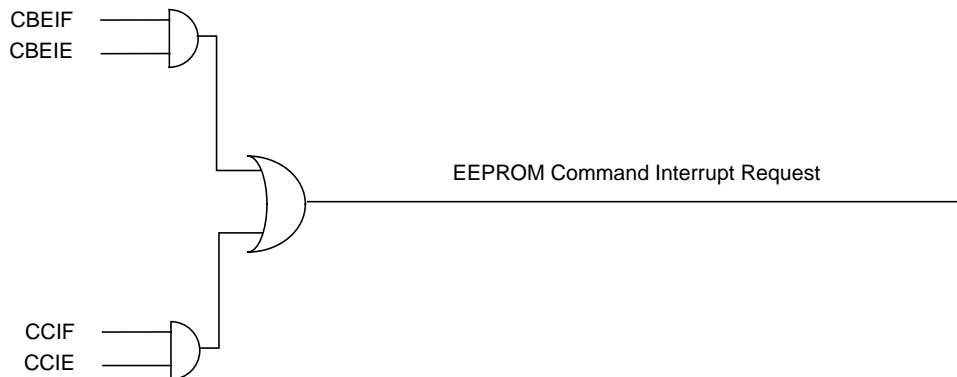 CBEIF
CBEIE
EEPROM Command Interrupt Request
CCIF
CCIE